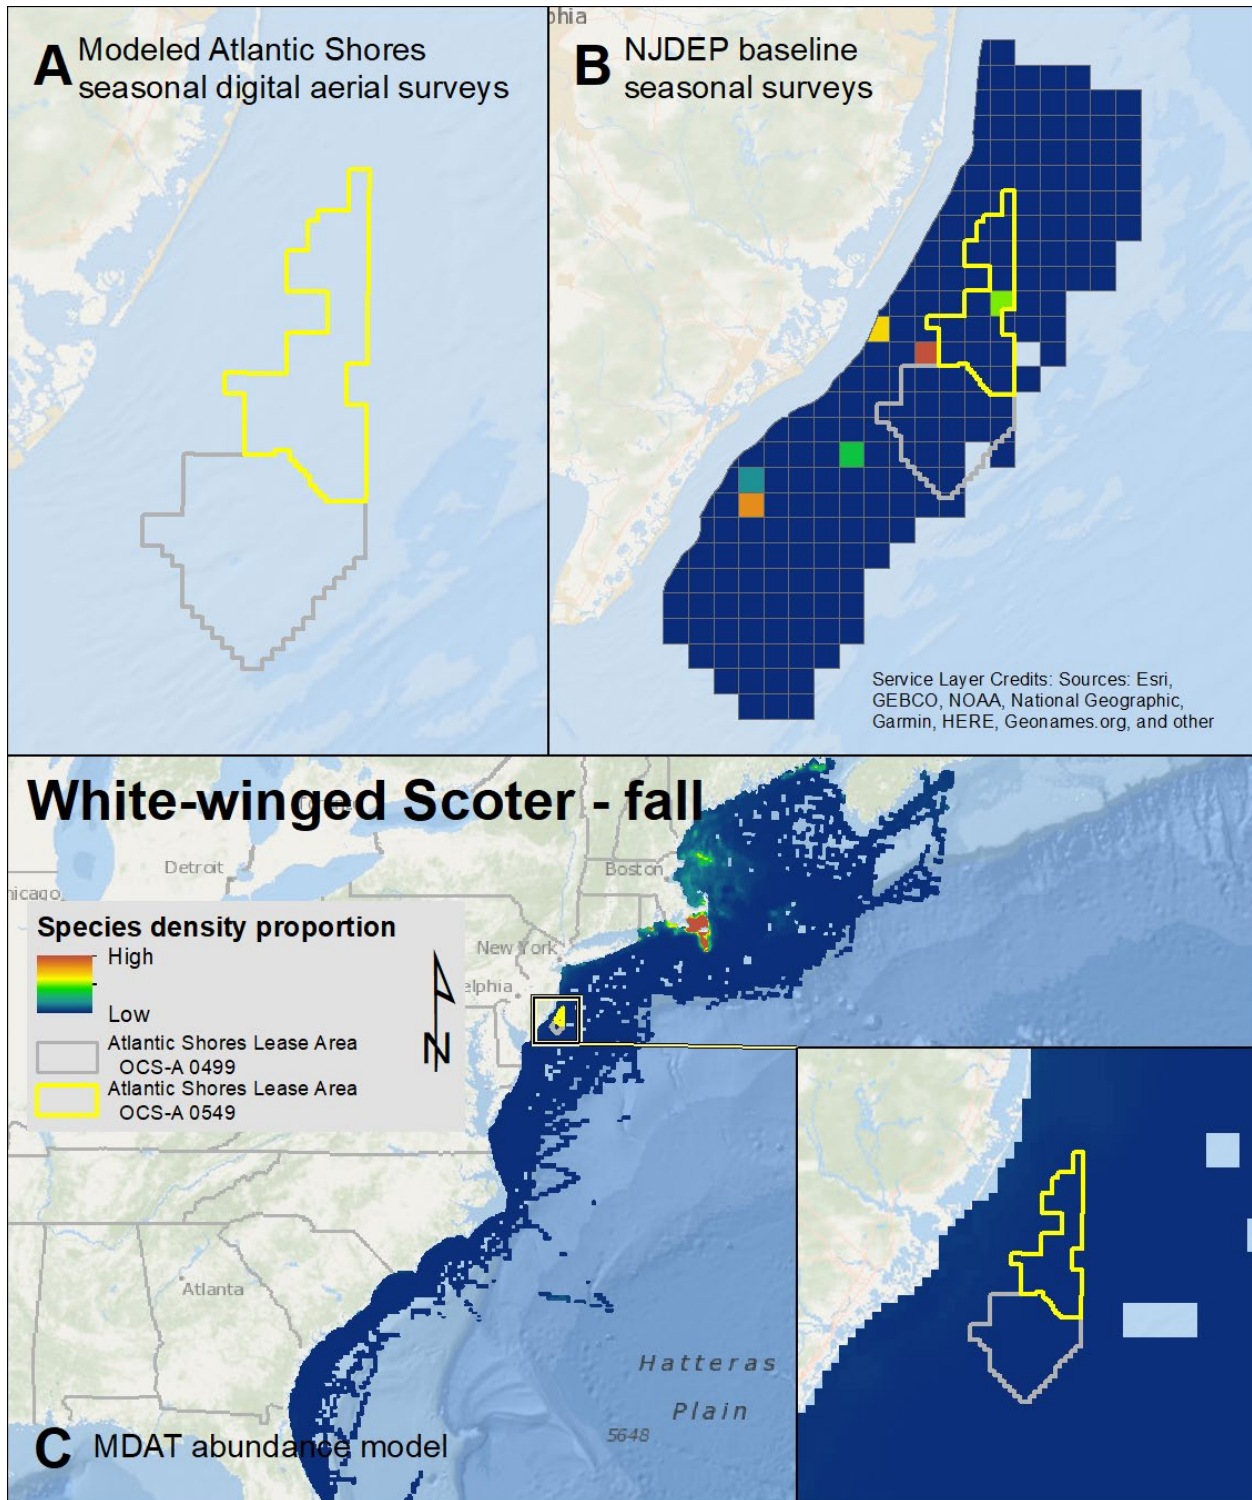 A Modeled Atlantic Shores
seasonal digital aerial surveys
phia
B NJDEP baseline
seasonal surveys
Service Layer Credits: Sources: Esri,
GEBCO, NOAA, National Geographic,
Garmin, HERE, Geonames.org, and other
White-winged Scoter - fall
Detroit
Boston
hicago
Species density proportion
High
Low
New York
elphia
N
Atlantic Shores Lease Area
OCS-A 0499
Atlantic Shores Lease Area
OCS-A 0549
Atlanta
Hatteras
Plain
5648
C MDAT abundance model